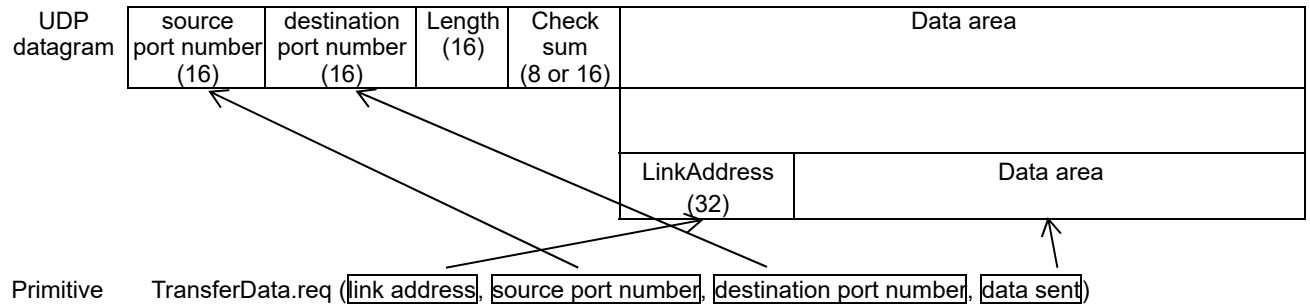 UDP datagram
source port number (16)
destination port number (16)
Length (16)
Check sum (8 or 16)
Data area
LinkAddress (32)
Data area
Primitive TransferData.req (link address, source port number, destination port number, data sent)